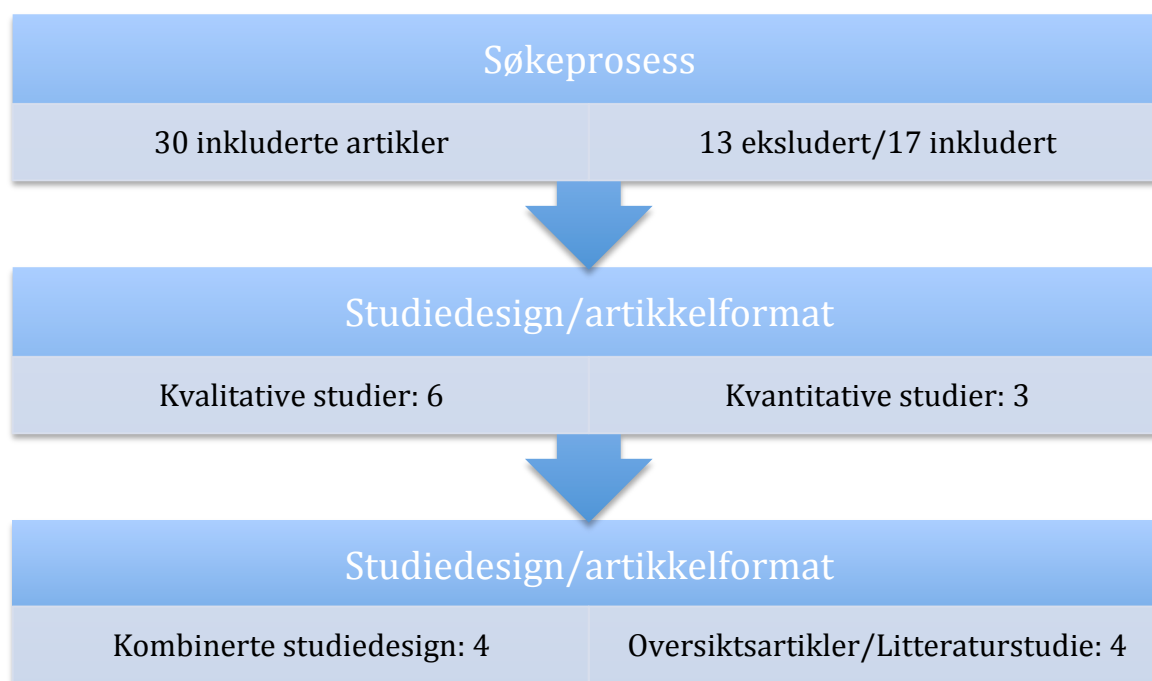 Søkeprosess
30 inkluderte artikler
13 eksludert/17 inkludert
Studiedesign/artikkelformat
Kvalitative studier: 6
Kvantitative studier: 3
Studiedesign/artikkelformat
Kombinerte studiedesign: 4
Oversiktsartikler/Litteraturstudie: 4